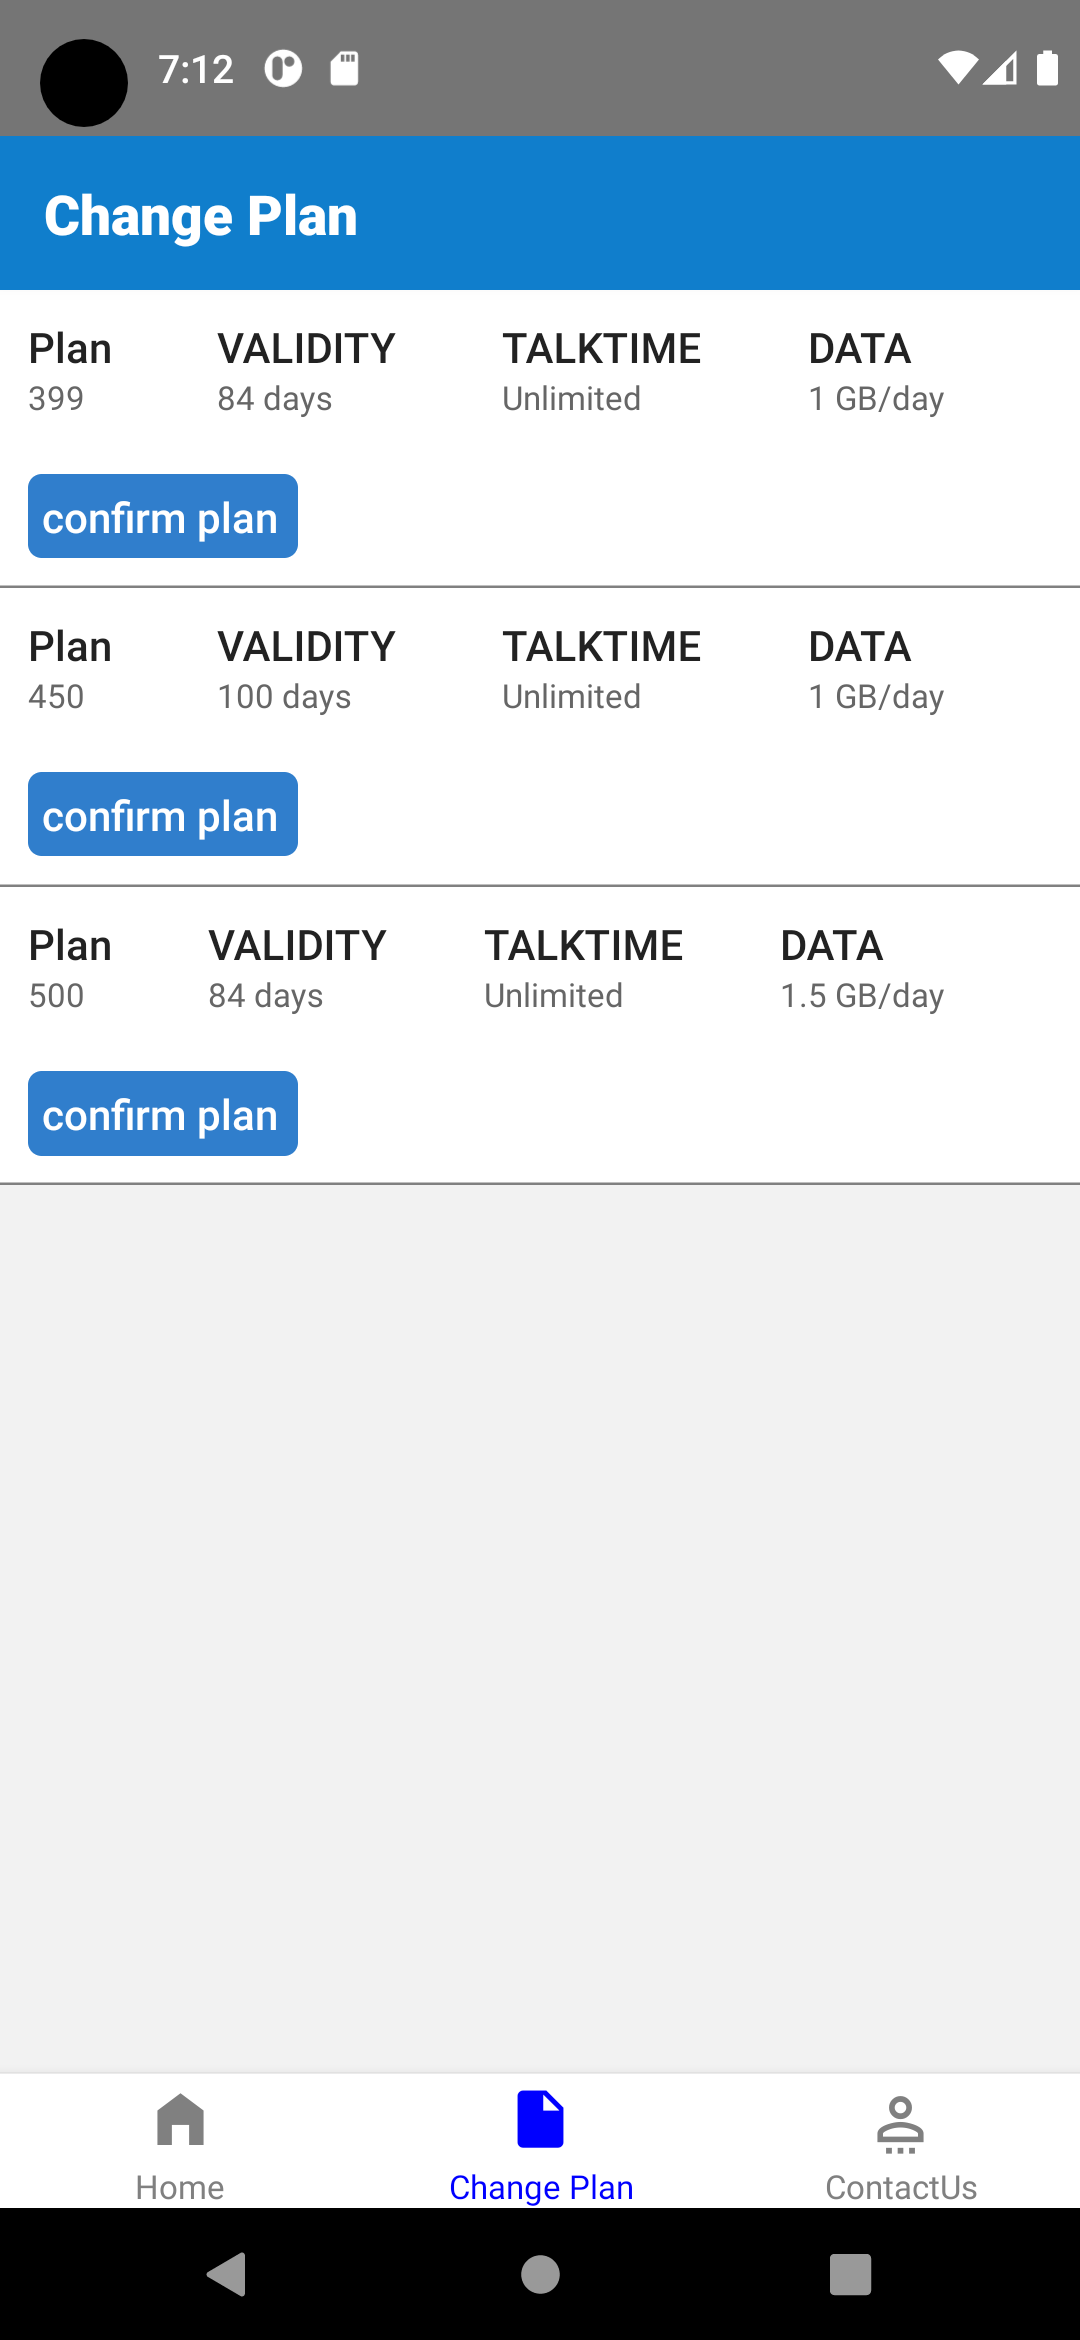 7:12
Change Plan
Plan VALIDITY TALKTIME DATA
399 84 days Unlimited 1 GB/day
confirm plan
Plan VALIDITY TALKTIME DATA
450 100 days Unlimited 1 GB/day
confirm plan
Plan VALIDITY TALKTIME DATA
500 84 days Unlimited 1.5 GB/day
confirm plan
Home Change Plan ContactUs